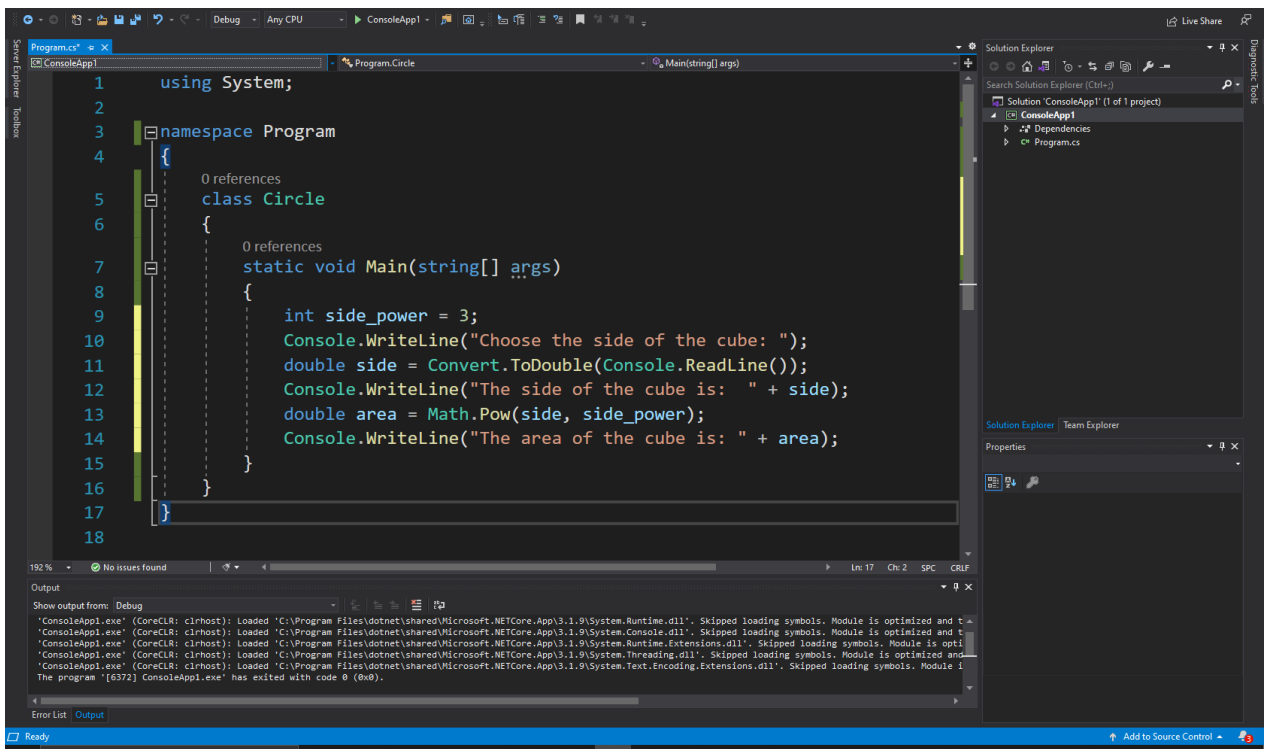 Debug Any CPU ConsoleApp1 Live Share
Server Explorer
Toolbox
Program.cs*
ConsoleApp1 Program.Circle Main(string[] args)
1 using System;
2
3 namespace Program
4 {
0 references
5 class Circle
6 {
0 references
7 static void Main(string[] args)
8 {
9 int side_power = 3;
10 Console.WriteLine("Choose the side of the cube: ");
11 double side = Convert.ToDouble(Console.ReadLine());
12 Console.WriteLine("The side of the cube is:  " + side);
13 double area = Math.Pow(side, side_power);
14 Console.WriteLine("The area of the cube is: " + area);
15 }
16 }
17 }
18
192 % No issues found Ln: 17 Ch: 2 SPC CRLF
Output
Show output from: Debug
'ConsoleApp1.exe' (CoreCLR: clrhost): Loaded 'C:\Program Files\dotnet\shared\Microsoft.NETCore.App\3.1.9\System.Runtime.dll'. Skipped loading symbols. Module is optimized and t
'ConsoleApp1.exe' (CoreCLR: clrhost): Loaded 'C:\Program Files\dotnet\shared\Microsoft.NETCore.App\3.1.9\System.Console.dll'. Skipped loading symbols. Module is optimized and t
'ConsoleApp1.exe' (CoreCLR: clrhost): Loaded 'C:\Program Files\dotnet\shared\Microsoft.NETCore.App\3.1.9\System.Runtime.Extensions.dll'. Skipped loading symbols. Module is opti
'ConsoleApp1.exe' (CoreCLR: clrhost): Loaded 'C:\Program Files\dotnet\shared\Microsoft.NETCore.App\3.1.9\System.Threading.dll'. Skipped loading symbols. Module is optimized and
'ConsoleApp1.exe' (CoreCLR: clrhost): Loaded 'C:\Program Files\dotnet\shared\Microsoft.NETCore.App\3.1.9\System.Text.Encoding.Extensions.dll'. Skipped loading symbols. Module i
The program '[6372] ConsoleApp1.exe' has exited with code 0 (0x0).
Error List Output
Solution Explorer
Search Solution Explorer (Ctrl+;)
Solution 'ConsoleApp1' (1 of 1 project)
C# ConsoleApp1
Dependencies
C# Program.cs
Solution Explorer Team Explorer
Properties
Diagnostic Tools
Ready Add to Source Control 3